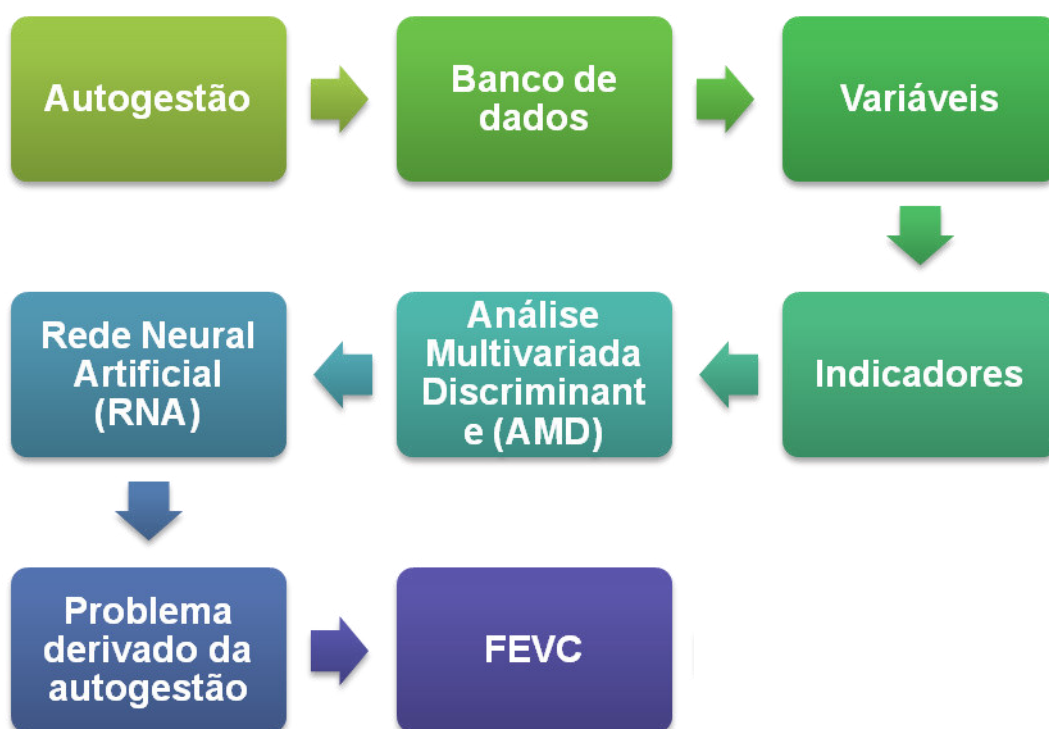 Autogestão
Banco de
dados
Variáveis
Rede Neural
Artificial
(RNA)
Análise
Multivariada
Discriminant
e (AMD)
Indicadores
Problema
derivado da
autogestão
FEVC